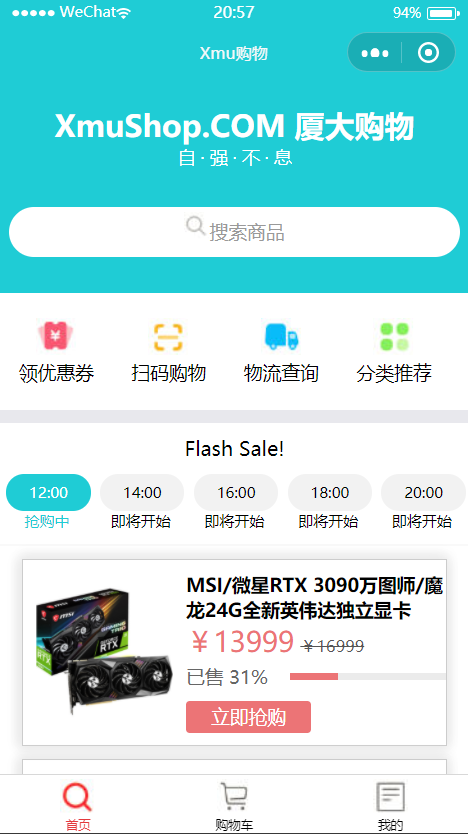 WeChat
20:57
94%
Xmu购物
XmuShop.COM 厦大购物
自·强·不·息
搜索商品
领优惠券 扫码购物 物流查询 分类推荐
Flash Sale!
12:00 14:00 16:00 18:00 20:00
抢购中 即将开始 即将开始 即将开始 即将开始
MSI/微星RTX 3090万图师/魔
龙24G全新英伟达独立显卡
￥13999 ￥16999
已售 31%
立即抢购
首页 购物车 我的